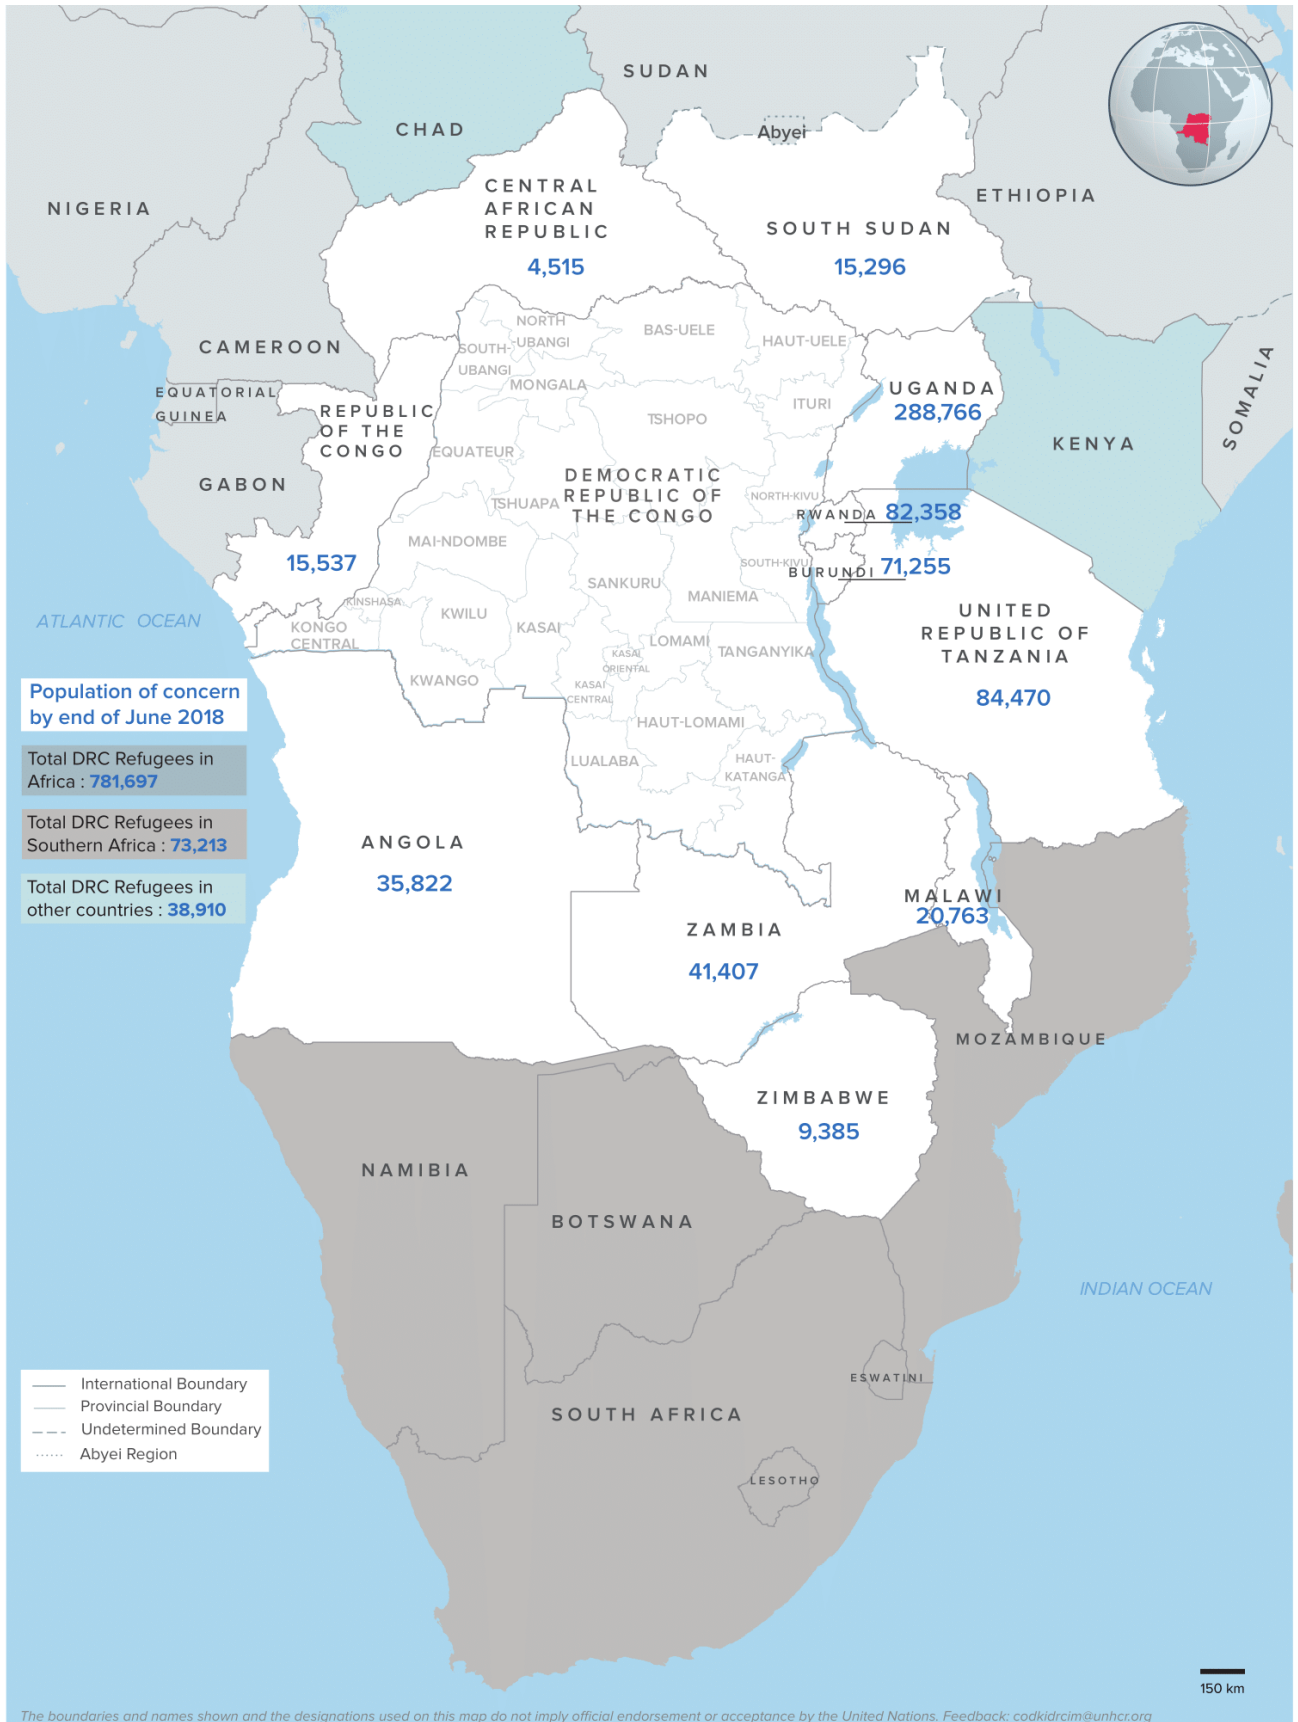 SUDAN
CHAD
Abyei
NIGERIA
ETHIOPIA
CENTRAL
AFRICAN
REPUBLIC
4,515
SOUTH SUDAN
15,296
CAMEROON
EQUATORIAL
GUINEA
GABON
REPUBLIC
OF THE
CONGO
15,537
NORTH
-UBANGI
SOUTH-
UBANGI
MONGALA
BAS-UELE
HAUT-UELE
ITURI
TSHOPO
EQUATEUR
TSHUAPA
DEMOCRATIC
REPUBLIC OF
THE CONGO
NORTH-KIVU
SOUTH-KIVU
MAI-NDOMBE
SANKURU
MANIEMA
KINSHASA
KONGO
CENTRAL
KWILU
KASAI
KWANGO
KASAI
ORIENTAL
KASAI
CENTRAL
LOMAMI
TANGANYIKA
HAUT-LOMAMI
LUALABA
HAUT-
KATANGA
UGANDA
288,766
KENYA
SOMALIA
RWANDA 82,358
BURUNDI 71,255
UNITED
REPUBLIC OF
TANZANIA
84,470
ATLANTIC OCEAN
Population of concern
by end of June 2018
Total DRC Refugees in
Africa : 781,697
Total DRC Refugees in
Southern Africa : 73,213
Total DRC Refugees in
other countries : 38,910
ANGOLA
35,822
ZAMBIA
41,407
MALAWI
20,763
MOZAMBIQUE
ZIMBABWE
9,385
NAMIBIA
BOTSWANA
INDIAN OCEAN
ESWATINI
SOUTH AFRICA
LESOTHO
International Boundary
Provincial Boundary
Undetermined Boundary
Abyei Region
150 km
The boundaries and names shown and the designations used on this map do not imply official endorsement or acceptance by the United Nations. Feedback: codkidrcim@unhcr.org